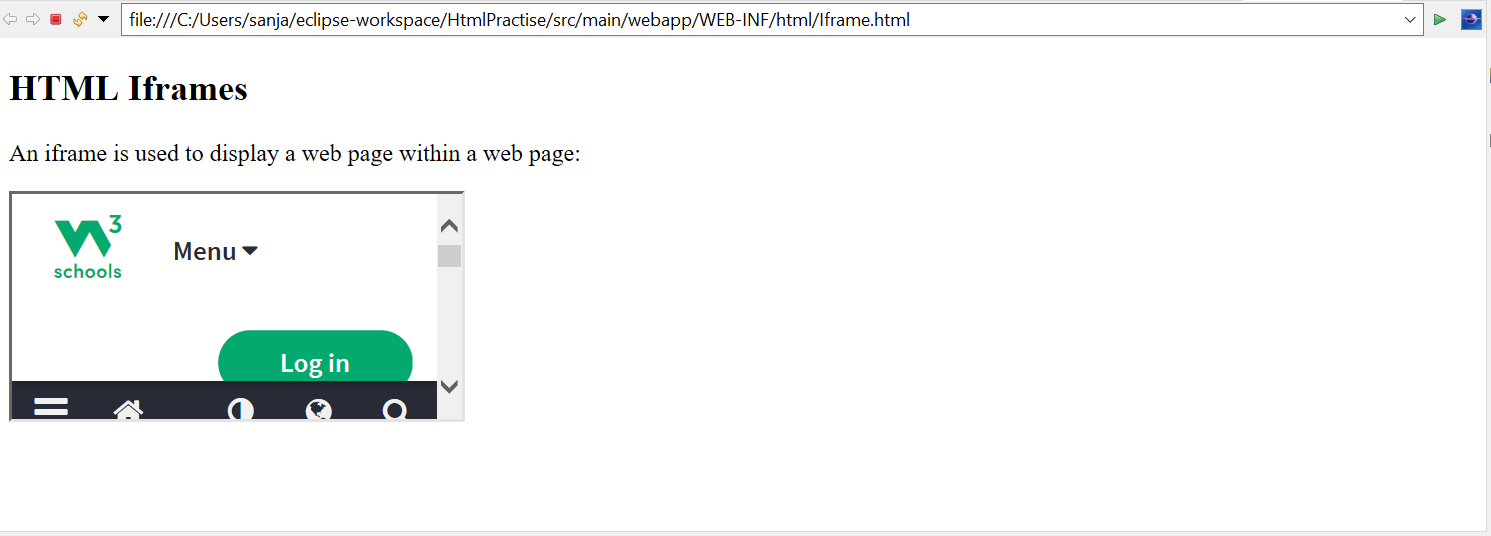 file:///C:/Users/sanja/eclipse-workspace/HtmlPractise/src/main/webapp/WEB-INF/html/Iframe.html
HTML Iframes
An iframe is used to display a web page within a web page:
3
schools
Menu
Log in